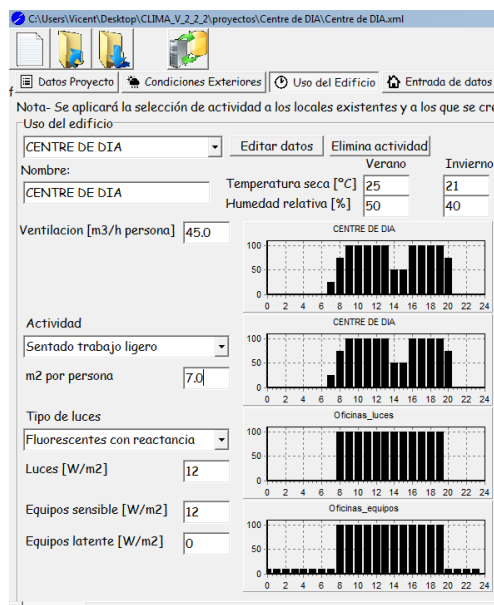 C:\Users\Vicent\Desktop\CLIMA_V_2_2_2\proyectos\Centre de DIA\Centre de DIA.xml
Datos Proyecto Condiciones Exteriores Uso del Edificio Entrada de datos
Nota- Se aplicará la selección de actividad a los locales existentes y a los que se cre
Uso del edificio
CENTRE DE DIA Editar datos Elimina actividad
Verano Invierno
Nombre:
Temperatura seca [ºC] 25 21
CENTRE DE DIA
Humedad relativa [%] 50 40
Ventilacion [m3/h persona] 45.0
CENTRE DE DIA
100
50
0
0 2 4 6 8 10 12 14 16 18 20 22 24
Actividad
Sentado trabajo ligero
m2 por persona 7.0
CENTRE DE DIA
100
50
0
0 2 4 6 8 10 12 14 16 18 20 22 24
Tipo de luces
Fluorescentes con reactancia
Luces [W/m2] 12
Oficinas_luces
100
50
0
0 2 4 6 8 10 12 14 16 18 20 22 24
Equipos sensible [W/m2] 12
Equipos latente [W/m2] 0
Oficinas_equipos
100
50
0
0 2 4 6 8 10 12 14 16 18 20 22 24